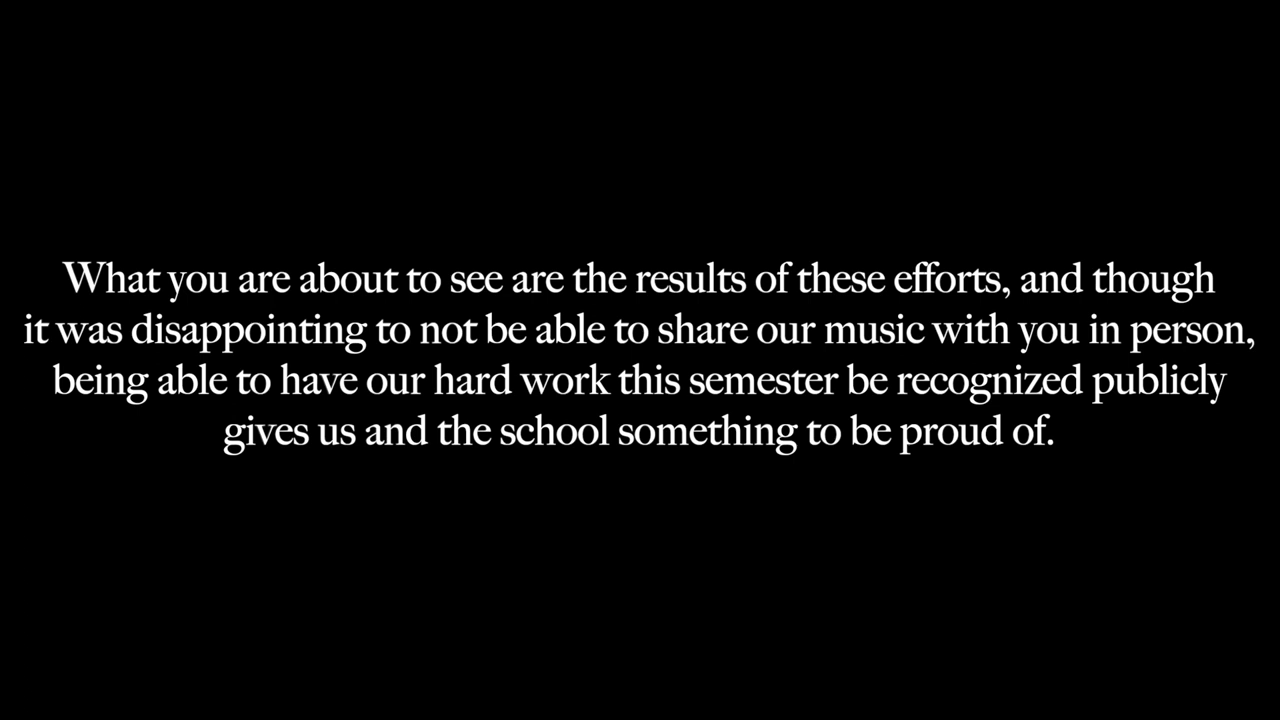 What you are about to see are the results of these efforts, and though
it was disappointing to not be able to share our music with you in person,
being able to have our hard work this semester be recognized publicly
gives us and the school something to be proud of.